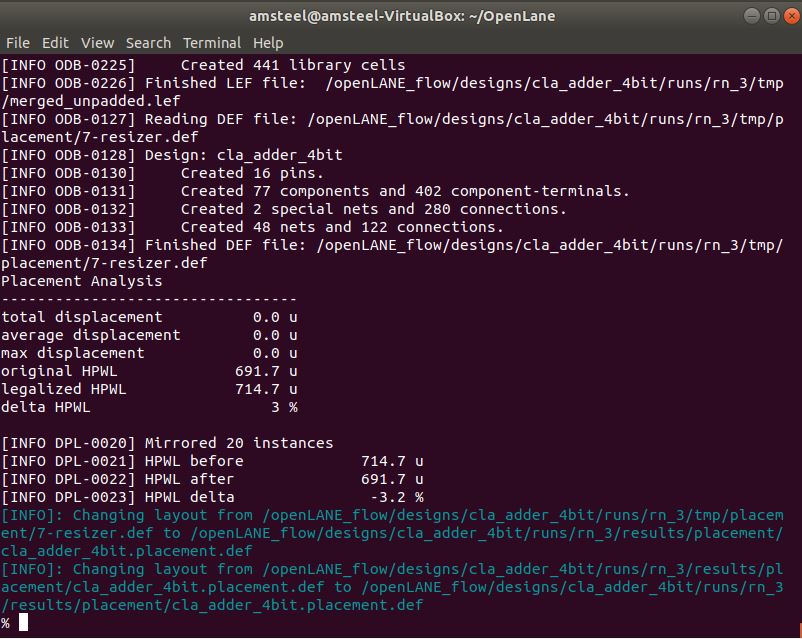 amsteel@amsteel-VirtualBox: ~/OpenLane
File Edit View Search Terminal Help
[INFO ODB-0225]     Created 441 library cells
[INFO ODB-0226] Finished LEF file:  /openLANE_flow/designs/cla_adder_4bit/runs/rn_3/tmp
/merged_unpadded.lef
[INFO ODB-0127] Reading DEF file: /openLANE_flow/designs/cla_adder_4bit/runs/rn_3/tmp/p
lacement/7-resizer.def
[INFO ODB-0128] Design: cla_adder_4bit
[INFO ODB-0130]     Created 16 pins.
[INFO ODB-0131]     Created 77 components and 402 component-terminals.
[INFO ODB-0132]     Created 2 special nets and 280 connections.
[INFO ODB-0133]     Created 48 nets and 122 connections.
[INFO ODB-0134] Finished DEF file: /openLANE_flow/designs/cla_adder_4bit/runs/rn_3/tmp/
placement/7-resizer.def
Placement Analysis
---------------------------------
total displacement          0.0 u
average displacement        0.0 u
max displacement            0.0 u
original HPWL             691.7 u
legalized HPWL            714.7 u
delta HPWL                    3 %

[INFO DPL-0020] Mirrored 20 instances
[INFO DPL-0021] HPWL before             714.7 u
[INFO DPL-0022] HPWL after              691.7 u
[INFO DPL-0023] HPWL delta               -3.2 %
[INFO]: Changing layout from /openLANE_flow/designs/cla_adder_4bit/runs/rn_3/tmp/placem
ent/7-resizer.def to /openLANE_flow/designs/cla_adder_4bit/runs/rn_3/results/placement/
cla_adder_4bit.placement.def
[INFO]: Changing layout from /openLANE_flow/designs/cla_adder_4bit/runs/rn_3/results/pl
acement/cla_adder_4bit.placement.def to /openLANE_flow/designs/cla_adder_4bit/runs/rn_3
/results/placement/cla_adder_4bit.placement.def
%